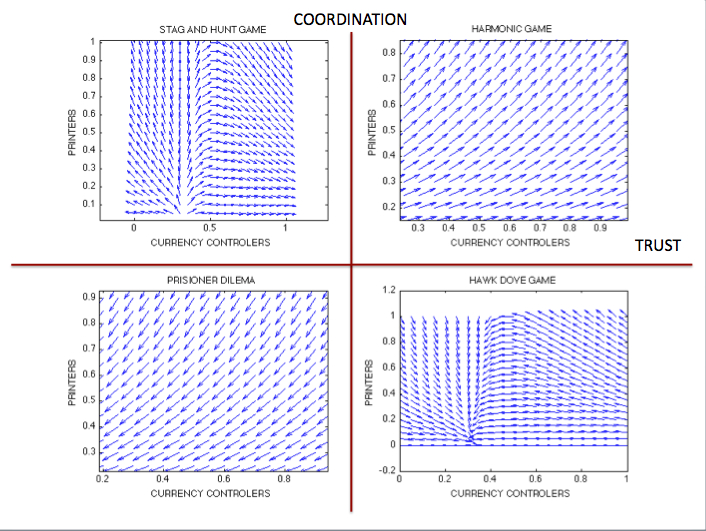 COORDINATION
STAG AND HUNT GAME
1
0.9
0.8
0.7
0.6
0.5
0.4
0.3
0.2
0.1
PRINTERS
0 0.5 1
CURRENCY CONTROLERS
HARMONIC GAME
0.8
0.7
0.6
0.5
0.4
0.3
0.2
PRINTERS
0.3 0.4 0.5 0.6 0.7 0.8 0.9
CURRENCY CONTROLERS
TRUST
PRISIONER DILEMA
0.9
0.8
0.7
0.6
0.5
0.4
0.3
PRINTERS
0.2 0.4 0.6 0.8
CURRENCY CONTROLERS
HAWK DOVE GAME
1.2
1
0.8
0.6
0.4
0.2
0
-0.2
PRINTERS
0 0.2 0.4 0.6 0.8 1
CURRENCY CONTROLERS